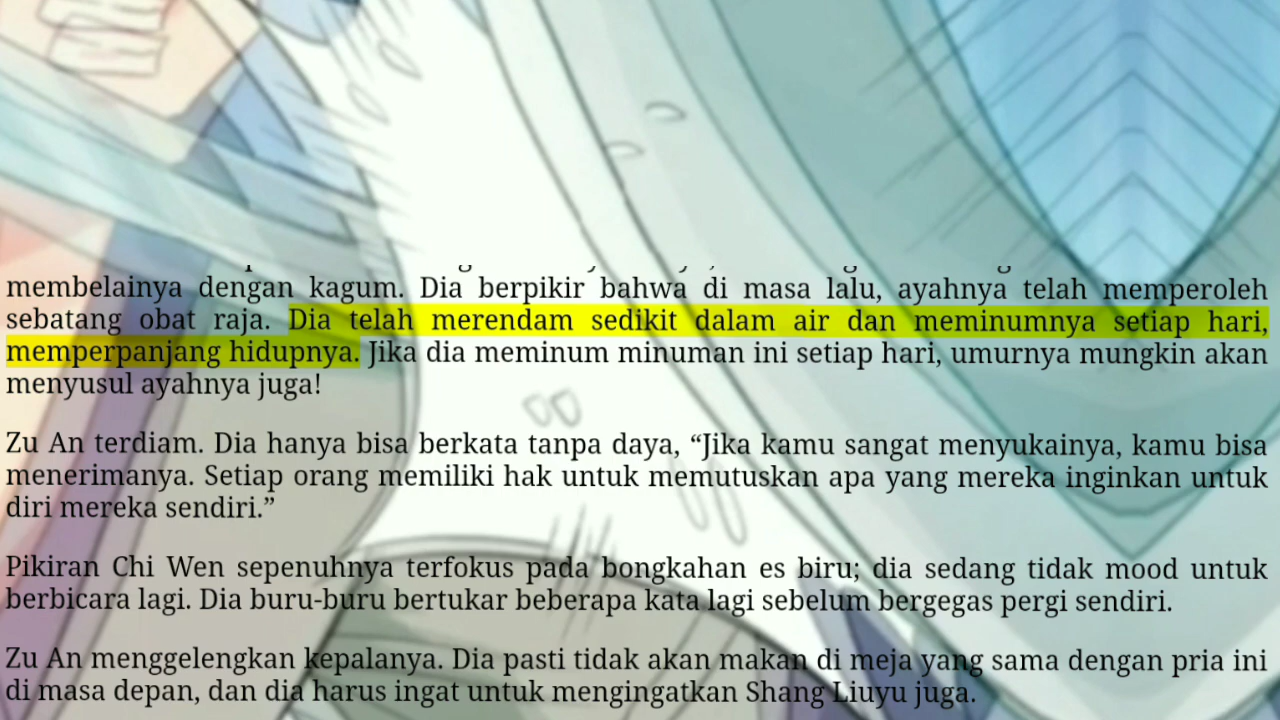 membelainya dengan kagum. Dia berpikir bahwa di masa lalu, ayahnya telah memperoleh
sebatang obat raja. Dia telah merendam sedikit dalam air dan meminumnya setiap hari,
memperpanjang hidupnya. Jika dia meminum minuman ini setiap hari, umurnya mungkin akan
menyusul ayahnya juga!
Zu An terdiam. Dia hanya bisa berkata tanpa daya, “Jika kamu sangat menyukainya, kamu bisa
menerimanya. Setiap orang memiliki hak untuk memutuskan apa yang mereka inginkan untuk
diri mereka sendiri.”
Pikiran Chi Wen sepenuhnya terfokus pada bongkahan es biru; dia sedang tidak mood untuk
berbicara lagi. Dia buru-buru bertukar beberapa kata lagi sebelum bergegas pergi sendiri.
Zu An menggelengkan kepalanya. Dia pasti tidak akan makan di meja yang sama dengan pria ini
di masa depan, dan dia harus ingat untuk mengingatkan Shang Liuyu juga.